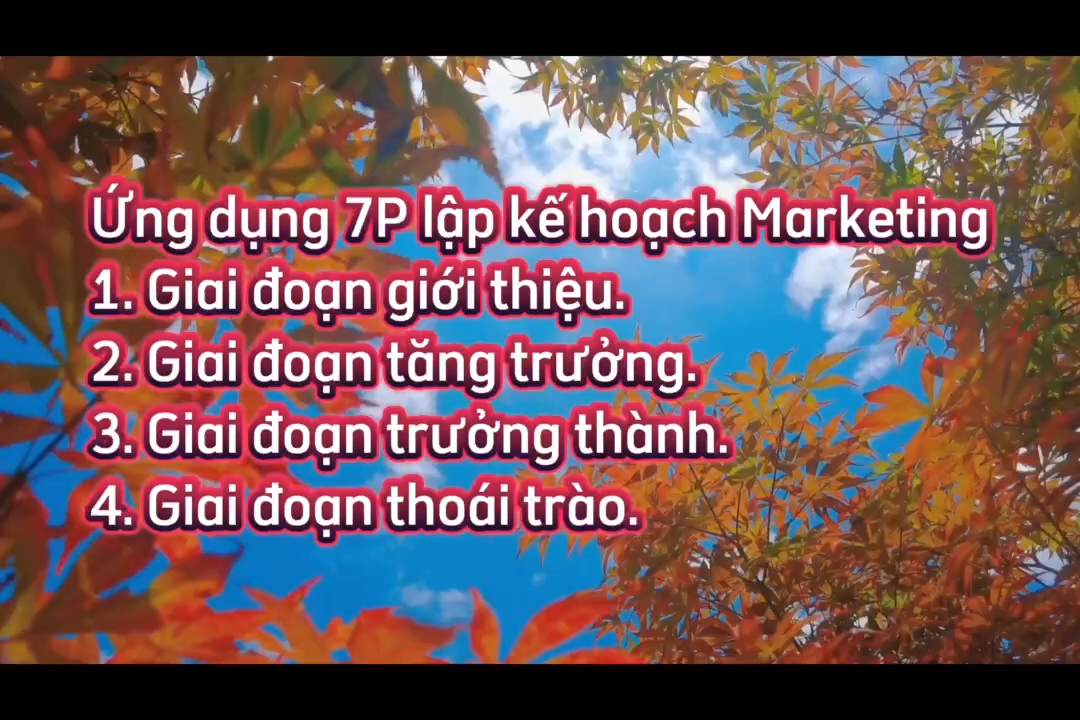 Ứng dụng 7P lập kế hoạch Marketing
1. Giai đoạn giới thiệu.
2. Giai đoạn tăng trưởng.
3. Giai đoạn trưởng thành.
4. Giai đoạn thoái trào.